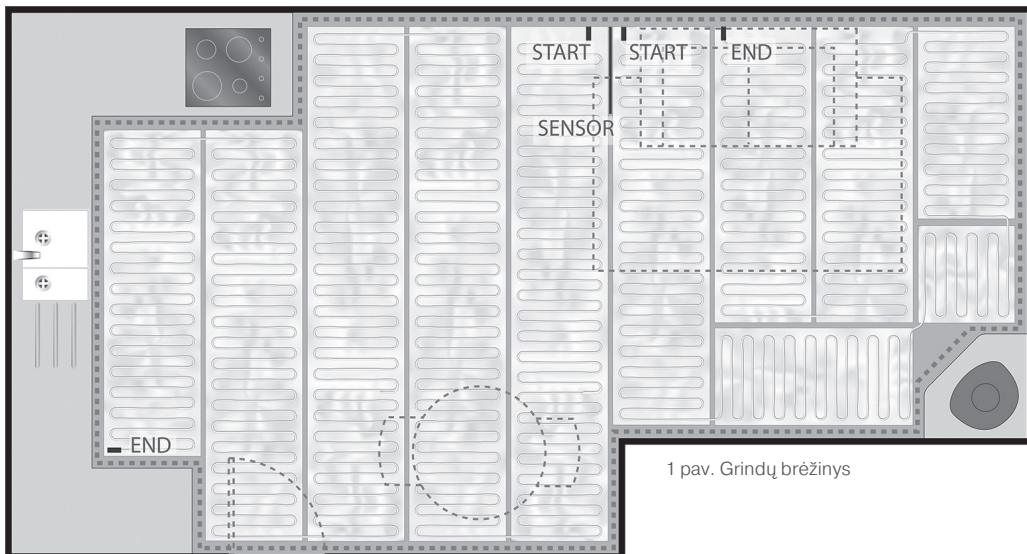 START
START
END
SENSOR
END
1 pav. Grindų brėžinys